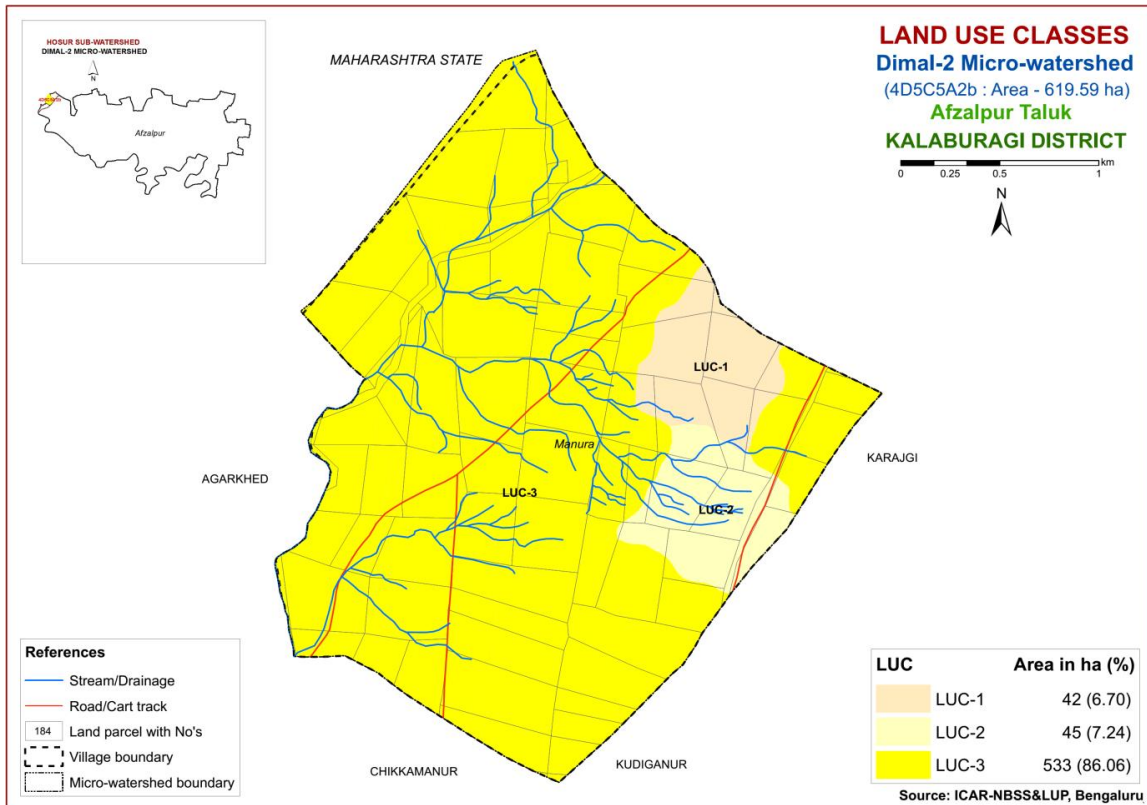 HOSUR SUB-WATERSHED
DIMAL-2 MICRO-WATERSHED
N
Afzalpur
MAHARASHTRA STATE
LAND USE CLASSES
Dimal-2 Micro-watershed
(4D5C5A2b : Area - 619.59 ha)
Afzalpur Taluk
KALABURAGI DISTRICT
km
0 0.25 0.5 1
N
LUC-1
Manura
KARAJGI
AGARKHED
LUC-3
LUC-2
CHIKKAMANUR
KUDIGANUR
References
Stream/Drainage
Road/Cart track
184 Land parcel with No's
Village boundary
Micro-watershed boundary
LUC Area in ha (%)
LUC-1 42 (6.70)
LUC-2 45 (7.24)
LUC-3 533 (86.06)
Source: ICAR-NBSS&LUP, Bengaluru